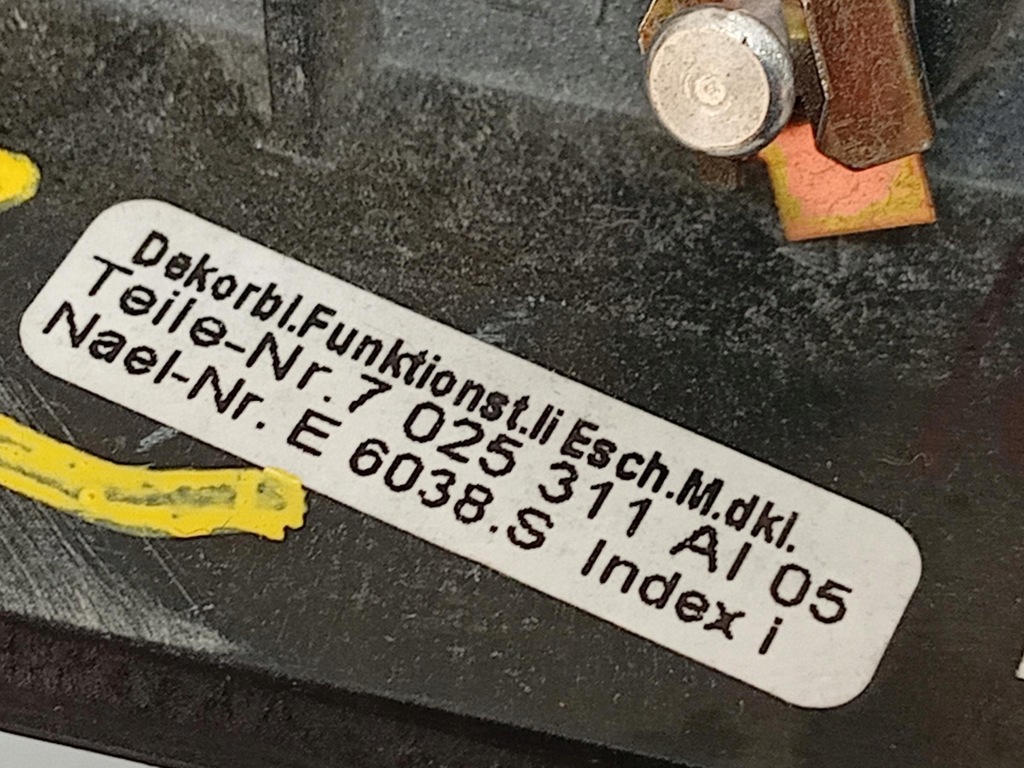 Dekorbl.Funktionst.li Esch.M.dkl.
Teile-Nr.7 025 311 AI 05
Nael-Nr. E 6038.S Index i